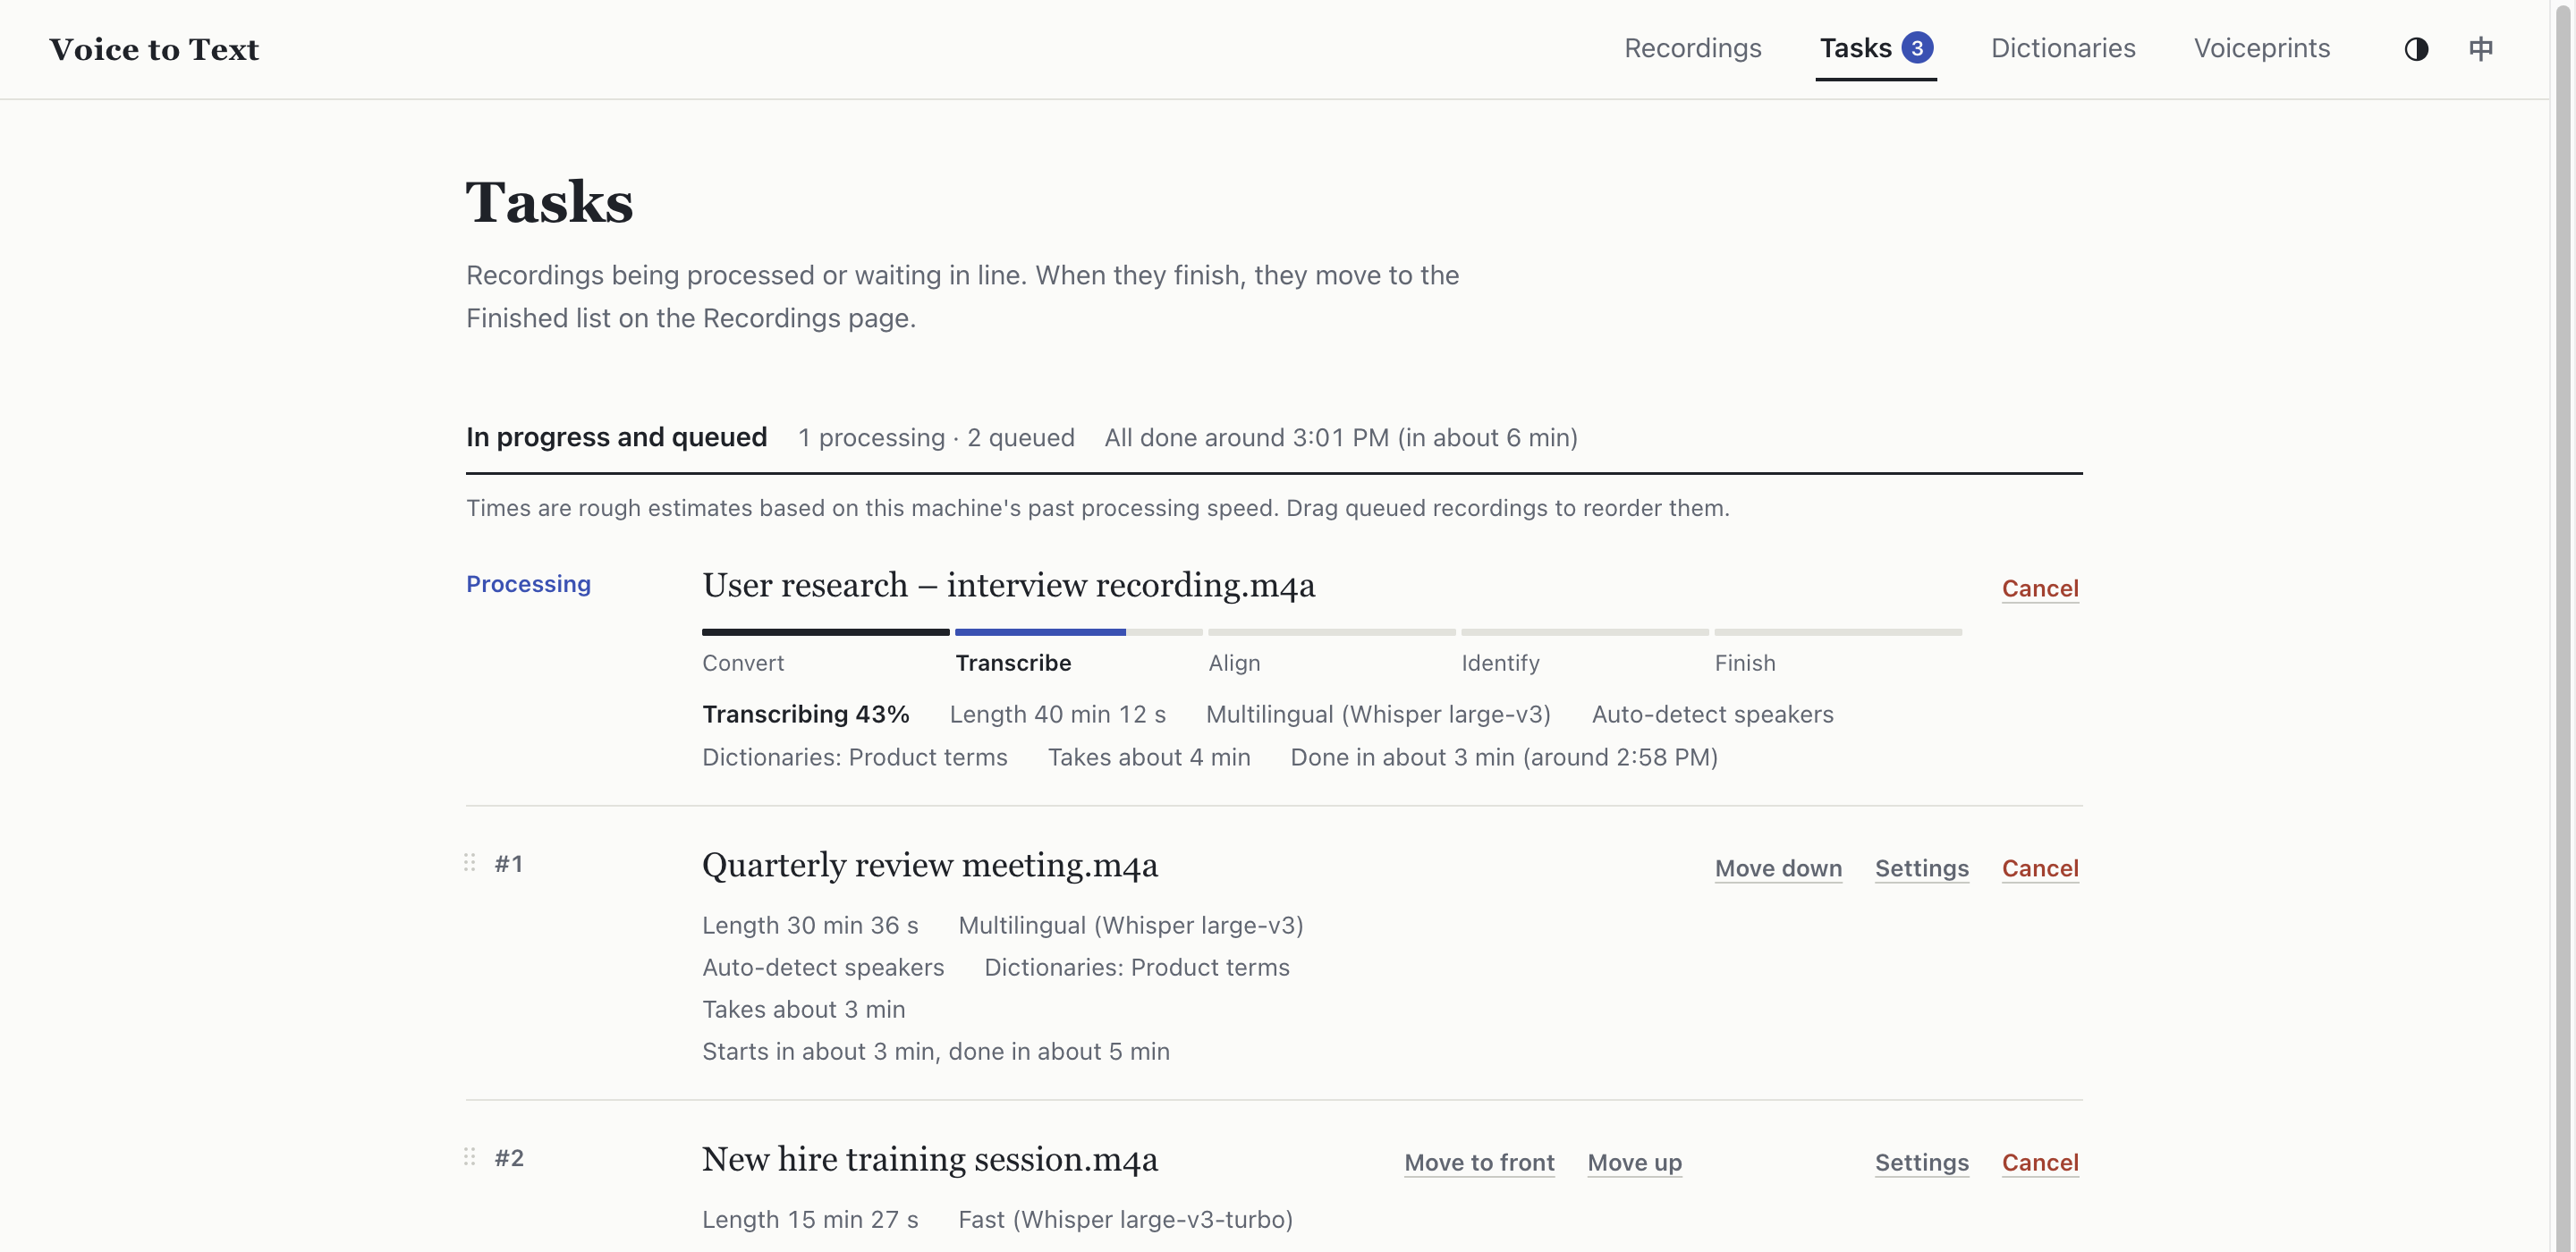 Voice to Text
Recordings
Tasks 3
Dictionaries
Voiceprints
中
Tasks
Recordings being processed or waiting in line. When they finish, they move to the
Finished list on the Recordings page.
In progress and queued 1 processing · 2 queued All done around 3:01 PM (in about 6 min)
Times are rough estimates based on this machine's past processing speed. Drag queued recordings to reorder them.
Processing
User research – interview recording.m4a
Cancel
Convert Transcribe Align Identify Finish
Transcribing 43% Length 40 min 12 s Multilingual (Whisper large-v3) Auto-detect speakers
Dictionaries: Product terms Takes about 4 min Done in about 3 min (around 2:58 PM)
#1
Quarterly review meeting.m4a
Move down Settings Cancel
Length 30 min 36 s Multilingual (Whisper large-v3)
Auto-detect speakers Dictionaries: Product terms
Takes about 3 min
Starts in about 3 min, done in about 5 min
#2
New hire training session.m4a
Move to front Move up Settings Cancel
Length 15 min 27 s Fast (Whisper large-v3-turbo)